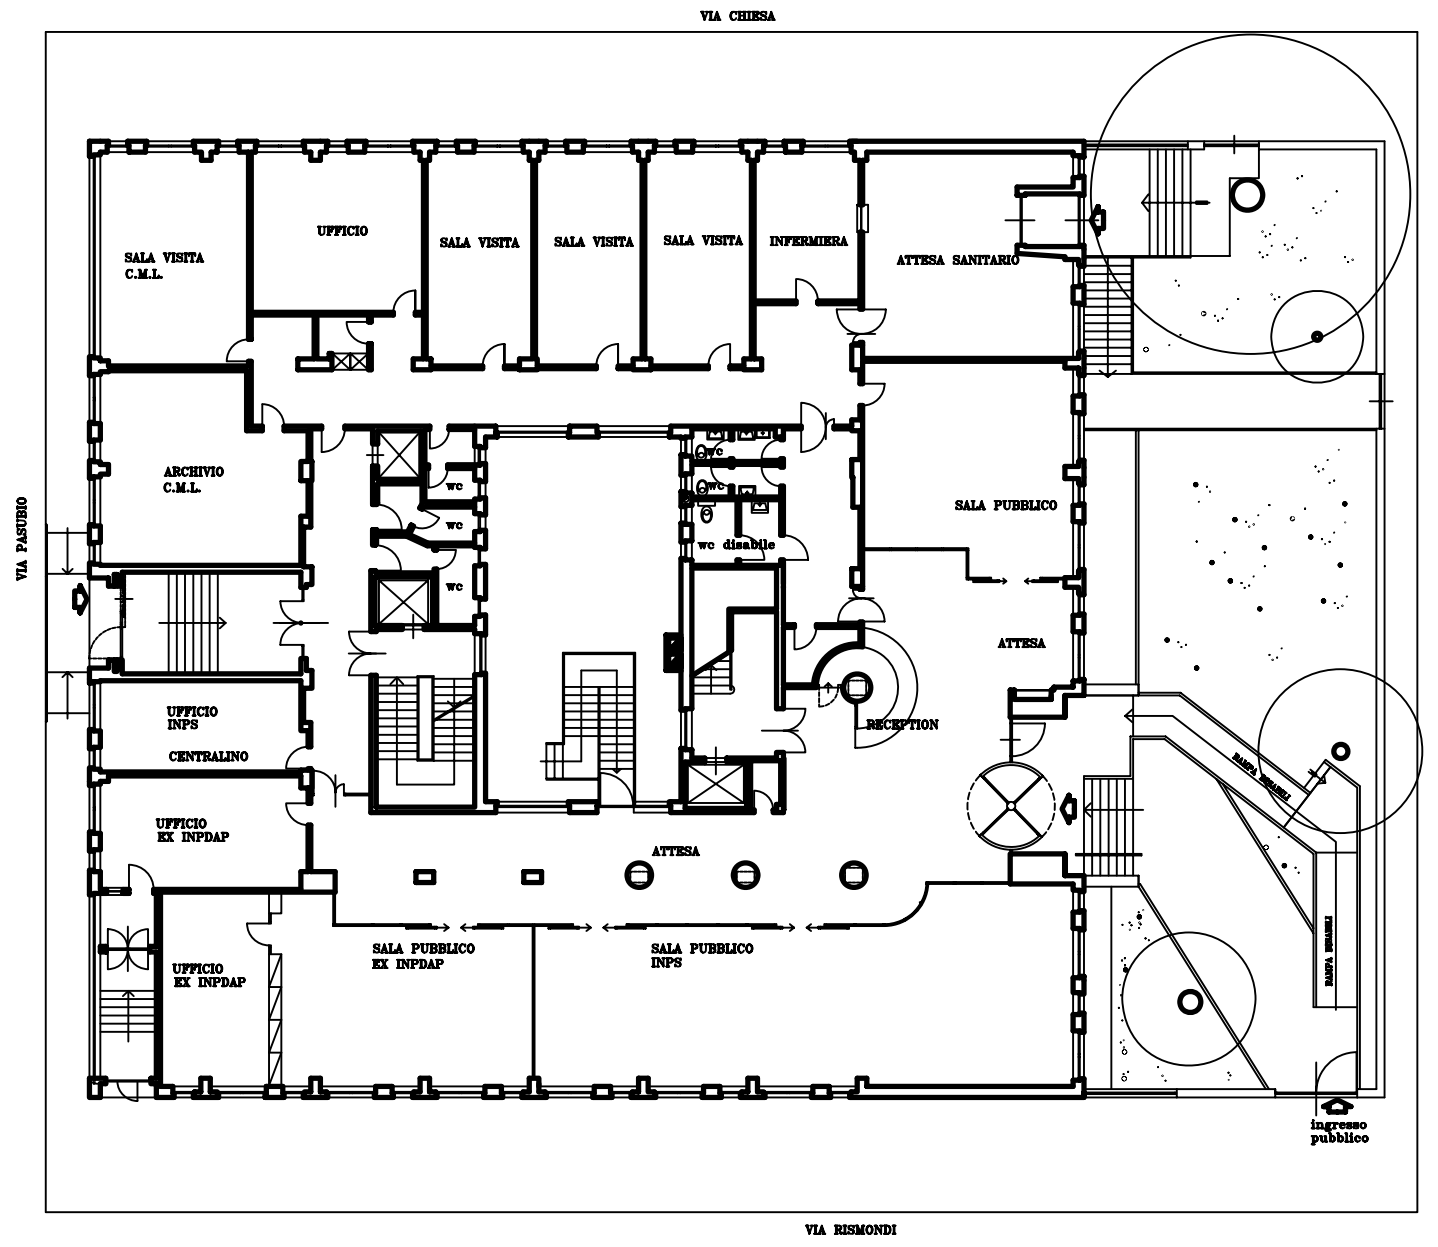 VIA CHIESA
UFFICIO
SALA VISITA
SALA VISITA
SALA VISITA
INFERMIERA
SALA VISITA
C.M.L.
ATTESA SANITARIO
ARCHIVIO
C.M.L.
wc
wc
wc
wc
wc
wc disabile
SALA PUBBLICO
VIA PASUBIO
ATTESA
UFFICIO
INPS
CENTRALINO
RECEPTION
RAMPA DISABILI
UFFICIO
EX INPDAP
ATTESA
SALA PUBBLICO
EX INPDAP
SALA PUBBLICO
INPS
UFFICIO
EX INPDAP
RAMPA DISABILI
ingresso
pubblico
VIA RISMONDI